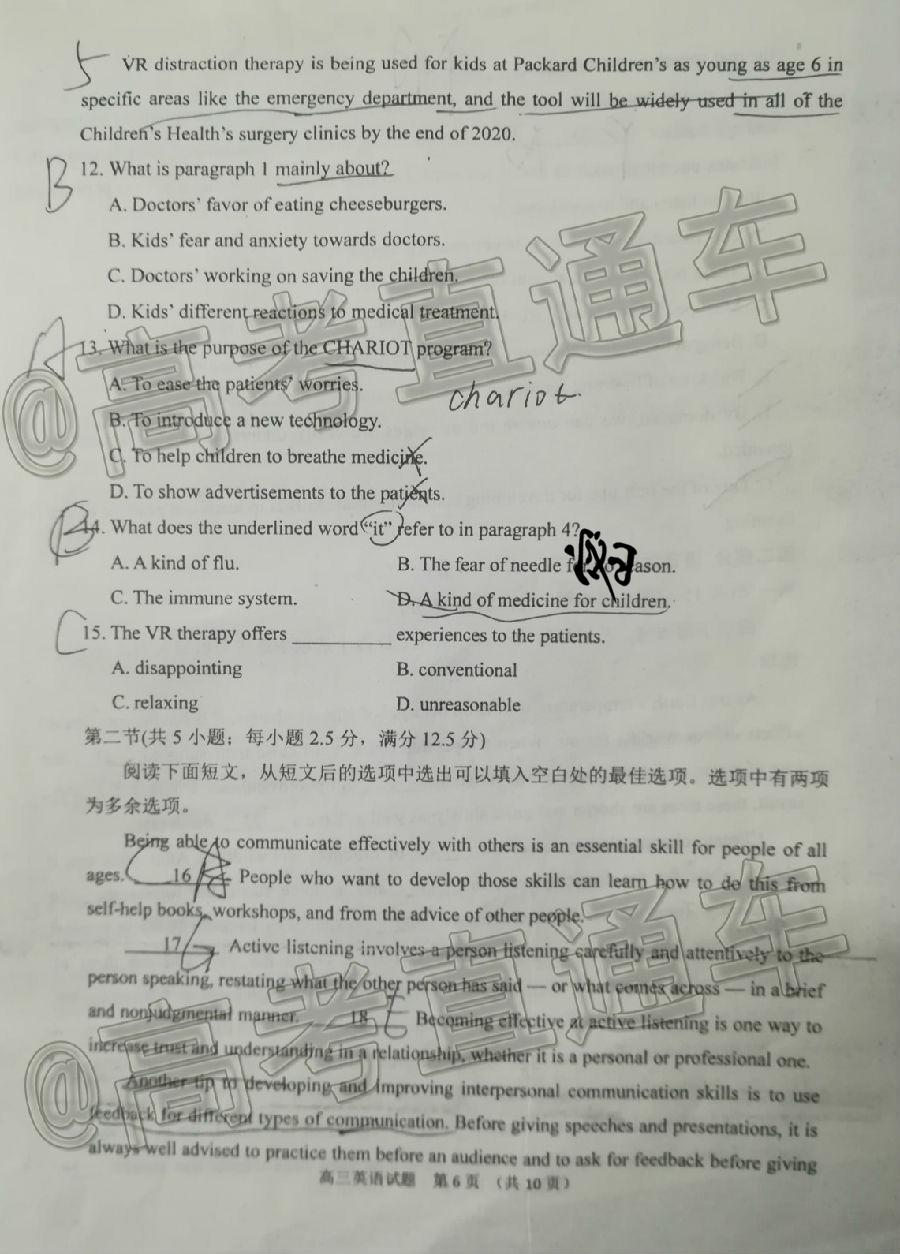 5 VR distraction therapy is being used for kids at Packard Children's as young as age 6 in
specific areas like the emergency department, and the tool will be widely used in all of the
Children's Health's surgery clinics by the end of 2020.
B 12. What is paragraph 1 mainly about?
A. Doctors' favor of eating cheeseburgers.
B. Kids' fear and anxiety towards doctors.
C. Doctors' working on saving the children.
D. Kids' different reactions to medical treatment.
A 13. What is the purpose of the CHARIOT program?
A. To ease the patients' worries.
chariot
B. To introduce a new technology.
C. To help children to breathe medicine.
D. To show advertisements to the patients.
B 14. What does the underlined word "it" refer to in paragraph 4?
A. A kind of flu. B. The fear of needle for no reason.
C. The immune system. D. A kind of medicine for children.
C 15. The VR therapy offers __________ experiences to the patients.
A. disappointing B. conventional
C. relaxing D. unreasonable
第二节(共 5 小题；每小题 2.5 分，满分 12.5 分)
阅读下面短文，从短文后的选项中选出可以填入空白处的最佳选项。选项中有两项
为多余选项。
Being able to communicate effectively with others is an essential skill for people of all
ages. 16 A People who want to develop those skills can learn how to do this from
self-help books, workshops, and from the advice of other people.
17 G Active listening involves a person listening carefully and attentively to the
person speaking, restating what the other person has said — or what comes across — in a brief
and nonjudgmental manner. 18 Becoming effective at active listening is one way to
increase trust and understanding in a relationship, whether it is a personal or professional one.
Another tip to developing and improving interpersonal communication skills is to use
feedback for different types of communication. Before giving speeches and presentations, it is
always well advised to practice them before an audience and to ask for feedback before giving
高三英语试题 第 6 页 （共 10 页）
@高考直通车
@高考直通车